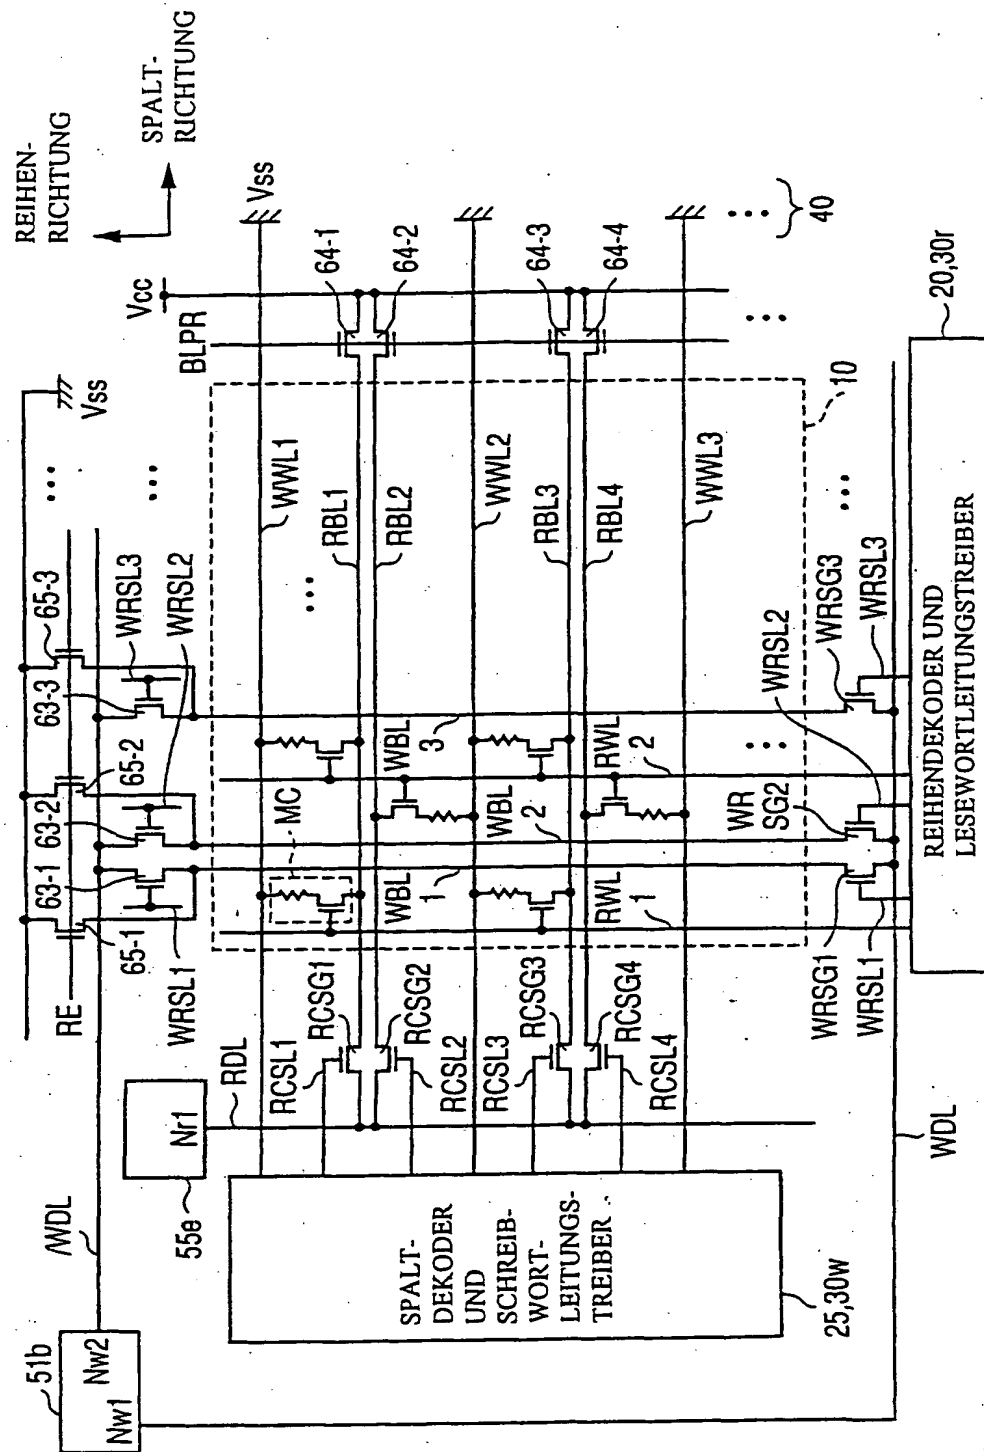 REIHEN-
RICHTUNG
SPALT-
RICHTUNG
Vcc
BLPR
Vss
64-1
64-2
64-3
64-4
40
20,30r
Vss
65-3
63-3
WRSL3
WRSL2
65-2
63-2
63-1
65-1
WRSL1
RE
WWL1
RBL1
RBL2
WWL2
RBL3
RBL4
WWL3
10
MC
WBL
3
WBL
2
WBL
1
RWL
2
RWL
1
WRSG3
WRSL3
WRSL2
WR
SG2
WRSG1
WRSL1
REIHENDEKODER UND
LESEWORTLEITUNGSTREIBER
RCSL1
RCSG1
RCSG2
RCSL2
RCSL3
RCSG3
RCSG4
RCSL4
RDL
Nr1
55e
/WDL
WDL
51b
Nw2
Nw1
SPALT-
DEKODER
UND
SCHREIB-
WORT-
LEITUNGS-
TREIBER
25,30w